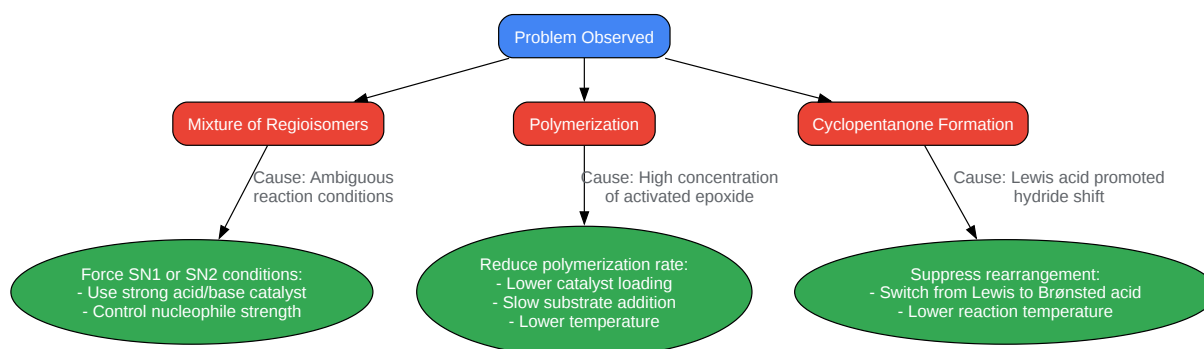 Problem Observed
Mixture of Regioisomers
Polymerization
Cyclopentanone Formation
Cause: Ambiguous
reaction conditions
Cause: High concentration
of activated epoxide
Cause: Lewis acid promoted
hydride shift
Force SN1 or SN2 conditions:
- Use strong acid/base catalyst
- Control nucleophile strength
Reduce polymerization rate:
- Lower catalyst loading
- Slow substrate addition
- Lower temperature
Suppress rearrangement:
- Switch from Lewis to Brønsted acid
- Lower reaction temperature